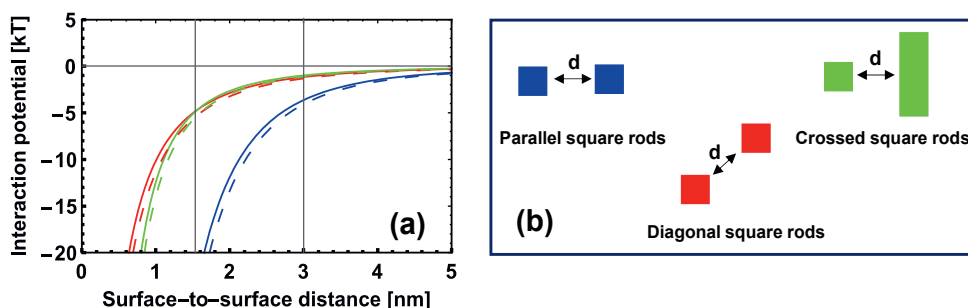 Interaction potential [kT]
5
0
−5
−10
−15
−20
0
1
2
3
4
5
Surface−to−surface distance [nm]
(a)
d
d
Parallel square rods
Crossed square rods
d
Diagonal square rods
(b)